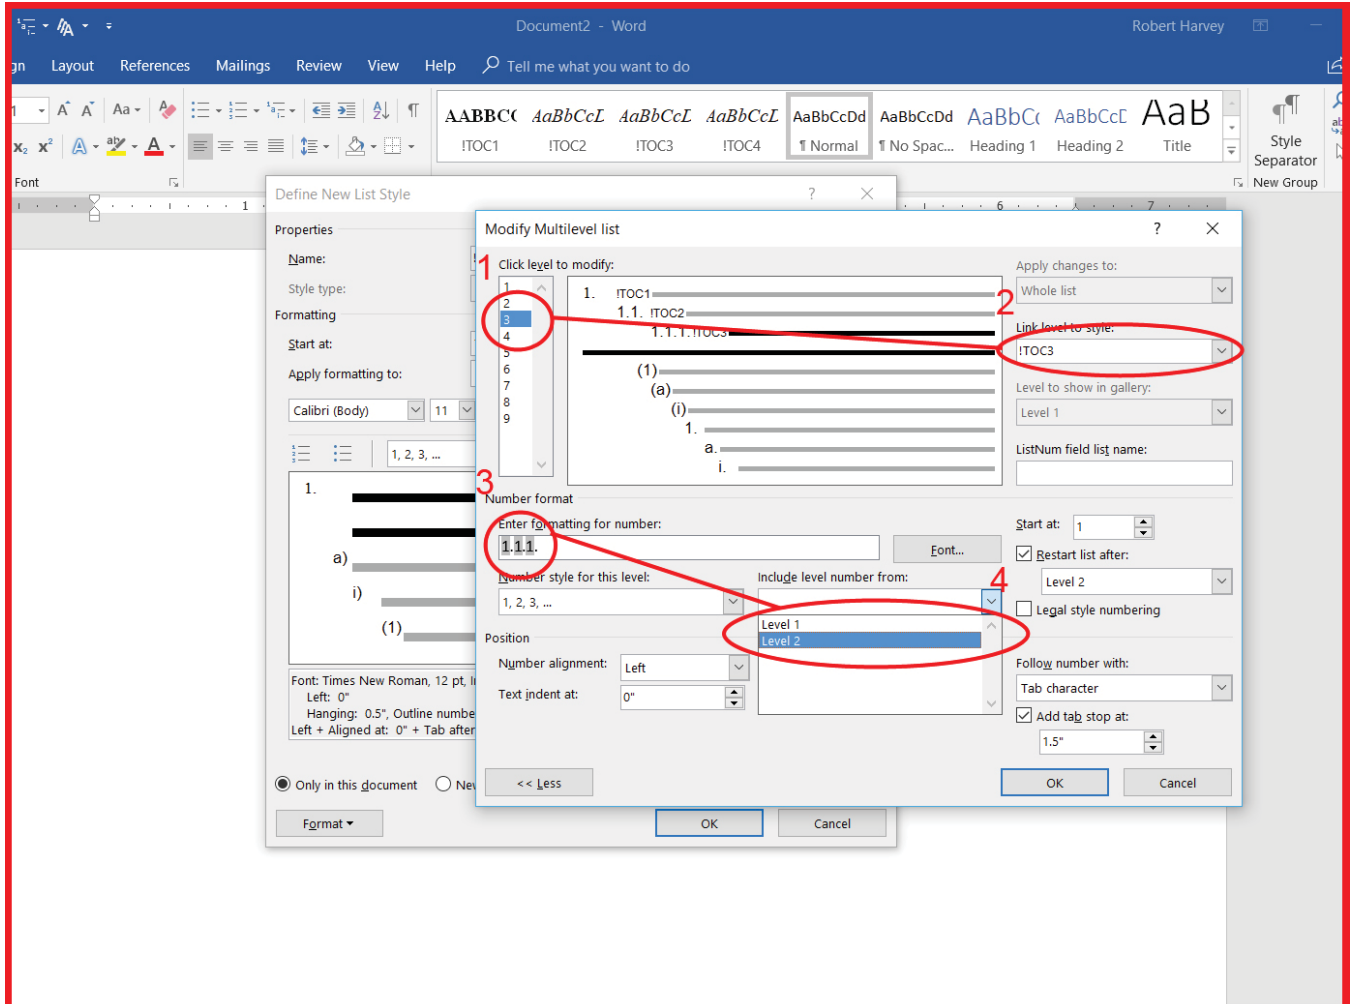 Document2 - Word
Robert Harvey
gn Layout References Mailings Review View Help Tell me what you want to do
AABBCC AaBbCcL AaBbCcL AaBbCcL AaBbCcDd AaBbCcDd AaBbCc AaBbCcD AaB
!TOC1 !TOC2 !TOC3 !TOC4 ¶ Normal ¶ No Spac... Heading 1 Heading 2 Title
Style
Separator
Font
New Group
1 6 7
Define New List Style ?
Properties
Name:
Style type:
Formatting
Start at:
Apply formatting to:
Calibri (Body) 11
1, 2, 3, ...
1.
a)
i)
(1)
Font: Times New Roman, 12 pt, I
Left: 0"
Hanging: 0.5", Outline numbe
Left + Aligned at: 0" + Tab after
Only in this document Ne
Format OK Cancel
Modify Multilevel list ?
1 Click level to modify:
1
2
3
4
5
6
7
8
9
1. !TOC1
1.1. !TOC2
1.1.1. !TOC3
(1)
(a)
(i)
1.
a.
i.
Apply changes to:
Whole list
2
Link level to style:
!TOC3
Level to show in gallery:
Level 1
ListNum field list name:
3
Number format
Enter formatting for number:
1.1.1.
Font...
Number style for this level:
1, 2, 3, ...
Include level number from:
4
Level 1
Level 2
Start at: 1
Restart list after:
Level 2
Legal style numbering
Position
Number alignment: Left
Text indent at: 0"
Follow number with:
Tab character
Add tab stop at:
1.5"
<< Less OK Cancel